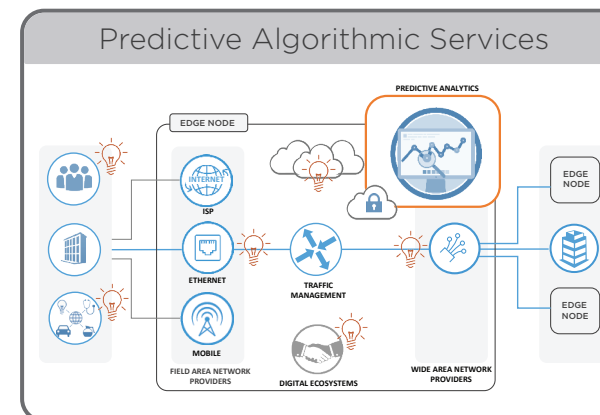 Predictive Algorithmic Services
PREDICTIVE ANALYTICS
EDGE NODE
INTERNET
ISP
EDGE
NODE
ETHERNET
TRAFFIC
MANAGEMENT
EDGE
NODE
MOBILE
FIELD AREA NETWORK
PROVIDERS
DIGITAL ECOSYSTEMS
WIDE AREA NETWORK
PROVIDERS